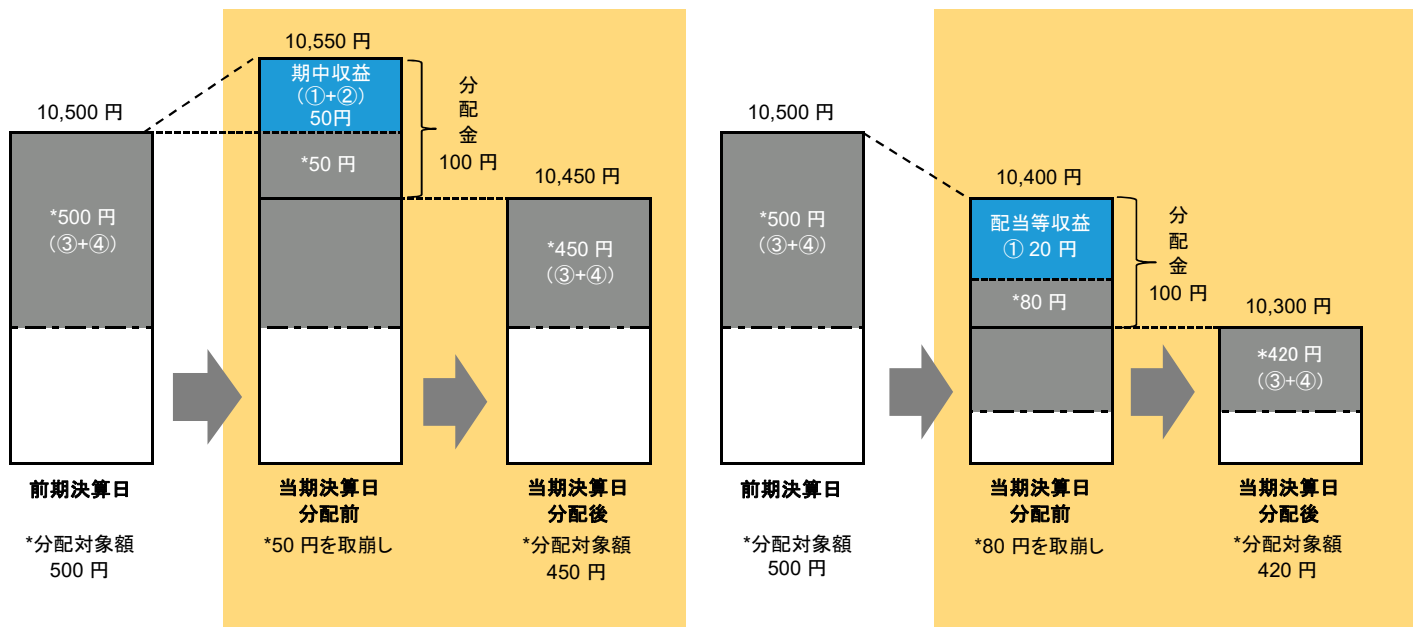 10,500 円
*500 円
(③+④)
前期決算日
*分配対象額
500 円
10,550 円
期中収益
(①+②)
50円
*50 円
分
配
金
100 円
当期決算日
分配前
*50 円を取崩し
10,450 円
*450 円
(③+④)
当期決算日
分配後
*分配対象額
450 円
10,500 円
*500 円
(③+④)
前期決算日
*分配対象額
500 円
10,400 円
配当等収益
① 20 円
*80 円
分
配
金
100 円
当期決算日
分配前
*80 円を取崩し
10,300 円
*420 円
(③+④)
当期決算日
分配後
*分配対象額
420 円